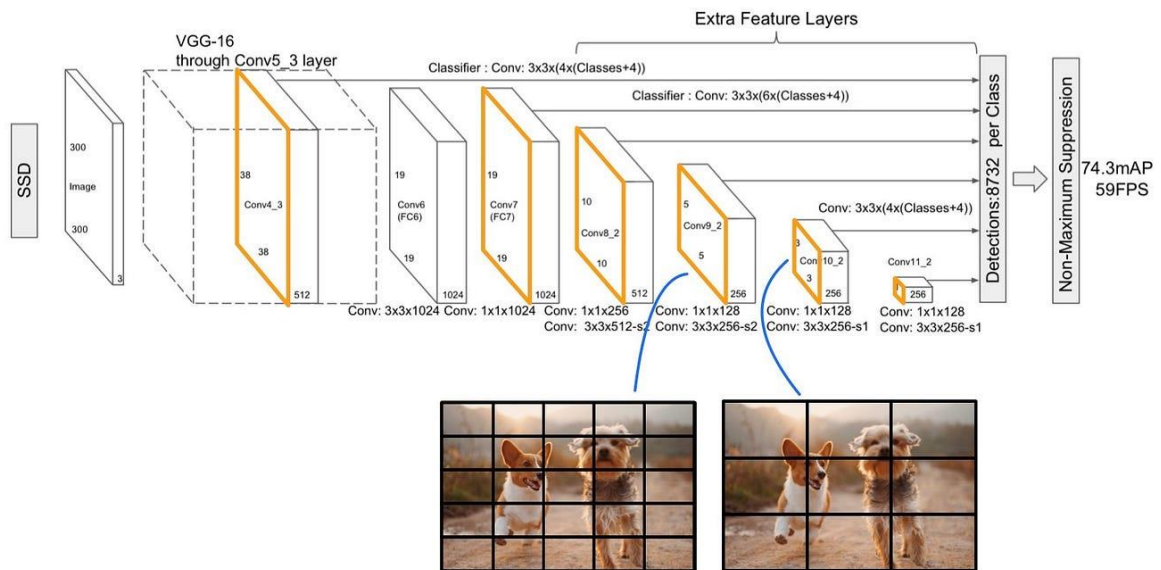 Extra Feature Layers
VGG-16
through Conv5_3 layer
Classifier : Conv: 3x3x(4x(Classes+4))
Classifier : Conv: 3x3x(6x(Classes+4))
SSD
300
Image
300
3
38
Conv4_3
38
512
19
Conv6
(FC6)
19
1024
19
Conv7
(FC7)
19
1024
10
Conv8_2
10
512
5
Conv9_2
5
256
Conv: 3x3x(4x(Classes+4))
3
Conv10_2
3
256
Conv11_2
256
Detections:8732 per Class
Non-Maximum Suppression
74.3mAP
59FPS
Conv: 3x3x1024
Conv: 1x1x1024
Conv: 1x1x256
Conv: 3x3x512-s2
Conv: 1x1x128
Conv: 3x3x256-s2
Conv: 1x1x128
Conv: 3x3x256-s1
Conv: 1x1x128
Conv: 3x3x256-s1